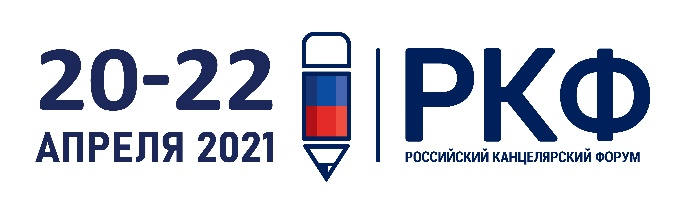 20-22
АПРЕЛЯ 2021
РКФ
РОССИЙСКИЙ КАНЦЕЛЯРСКИЙ ФОРУМ